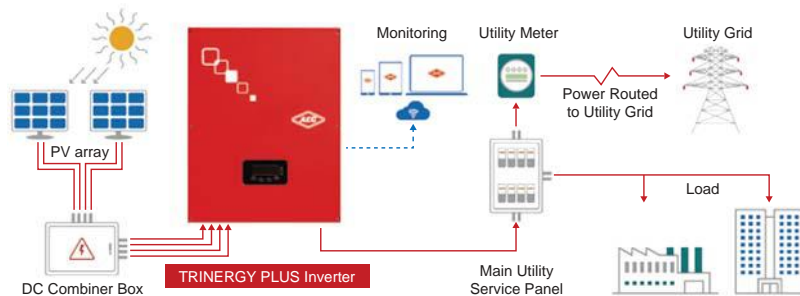 Monitoring
Utility Meter
Utility Grid
AEC
Power Routed
to Utility Grid
PV array
Load
DC Combiner Box
TRINERGY PLUS Inverter
Main Utility
Service Panel